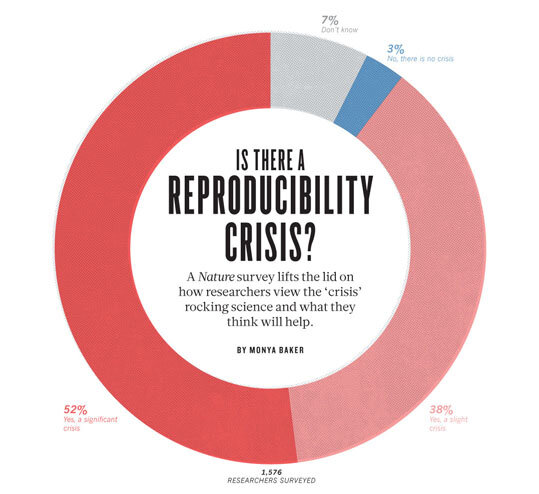 7%
Don't know
3%
No, there is no crisis
IS THERE A
REPRODUCIBILITY
CRISIS?
A Nature survey lifts the lid on
how researchers view the ‘crisis’
rocking science and what they
think will help.
BY MONYA BAKER
52%
Yes, a significant
crisis
38%
Yes, a slight
crisis
1,576
RESEARCHERS SURVEYED